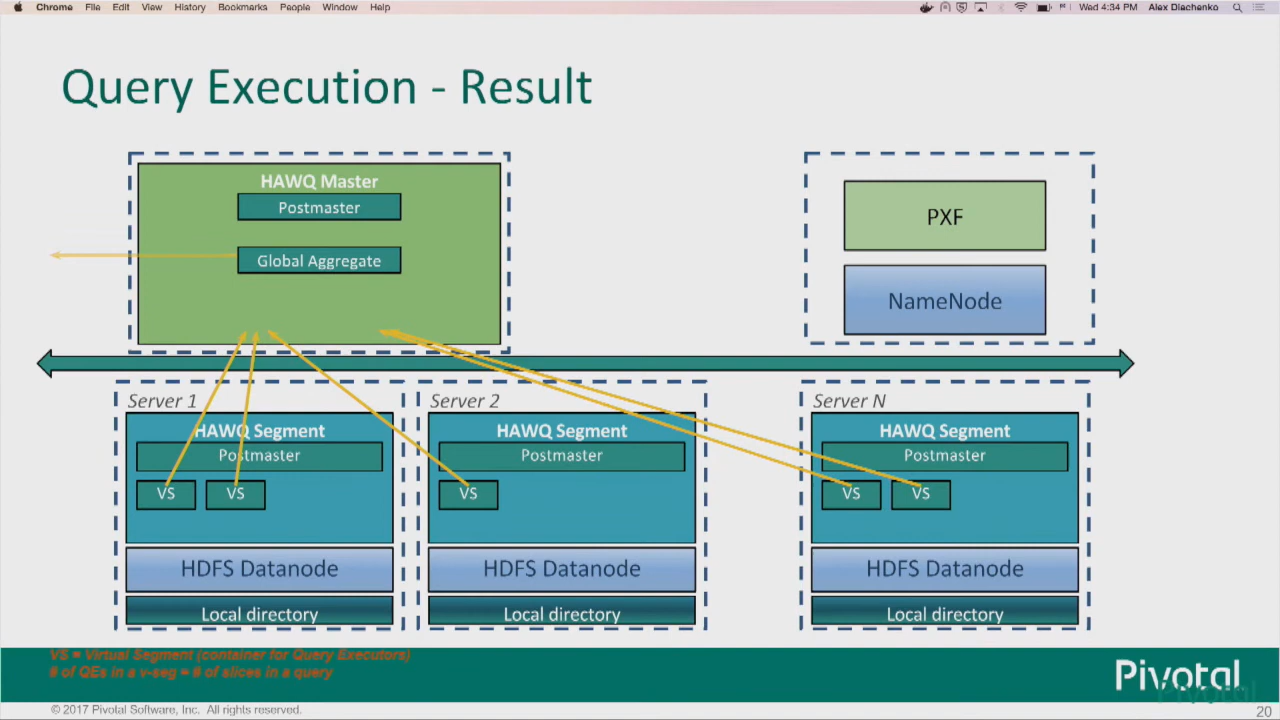 Chrome File Edit View History Bookmarks People Window Help Wed 4:34 PM Alex Diachenko
Query Execution - Result
HAWQ Master
Postmaster
Global Aggregate
PXF
NameNode
Server 1
HAWQ Segment
Postmaster
VS VS
HDFS Datanode
Local directory
Server 2
HAWQ Segment
Postmaster
VS
HDFS Datanode
Local directory
Server N
HAWQ Segment
Postmaster
VS VS
HDFS Datanode
Local directory
VS = Virtual Segment (container for Query Executors)
# of QEs in a v-seg = # of slices in a query
Pivotal
Pivotal
© 2017 Pivotal Software, Inc. All rights reserved.
20